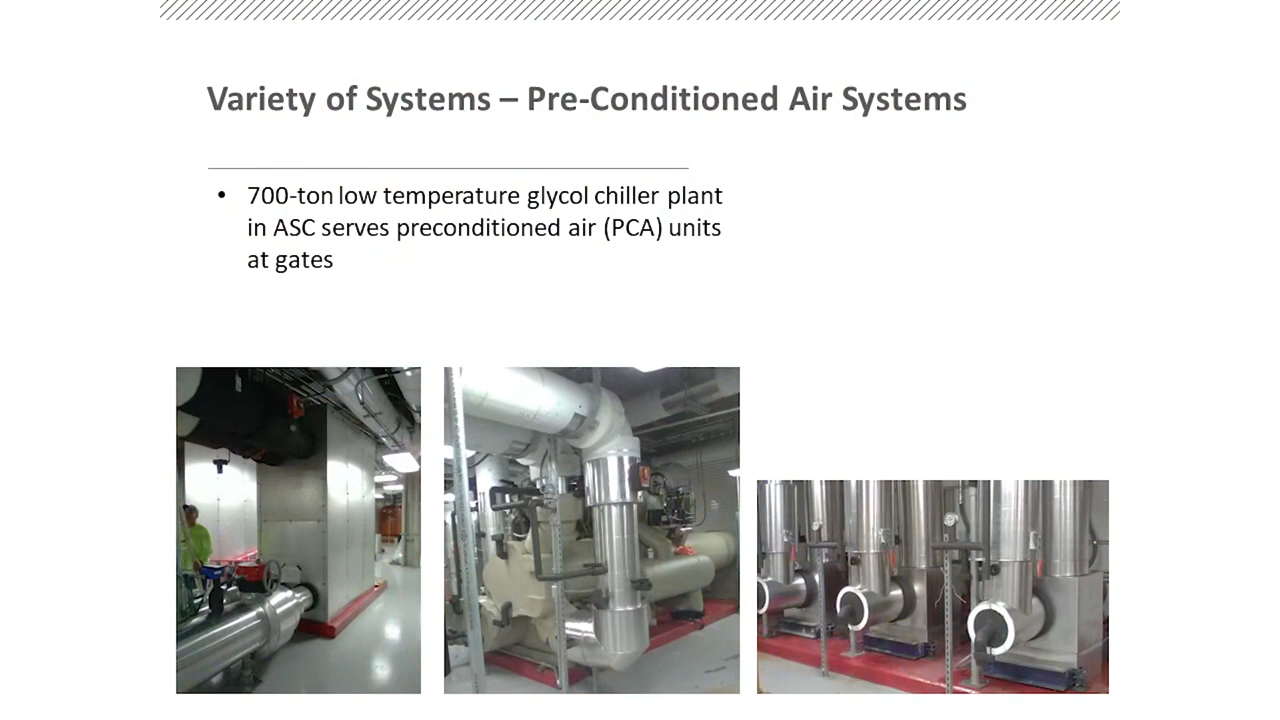 Variety of Systems – Pre-Conditioned Air Systems
• 700-ton low temperature glycol chiller plant
in ASC serves preconditioned air (PCA) units
at gates